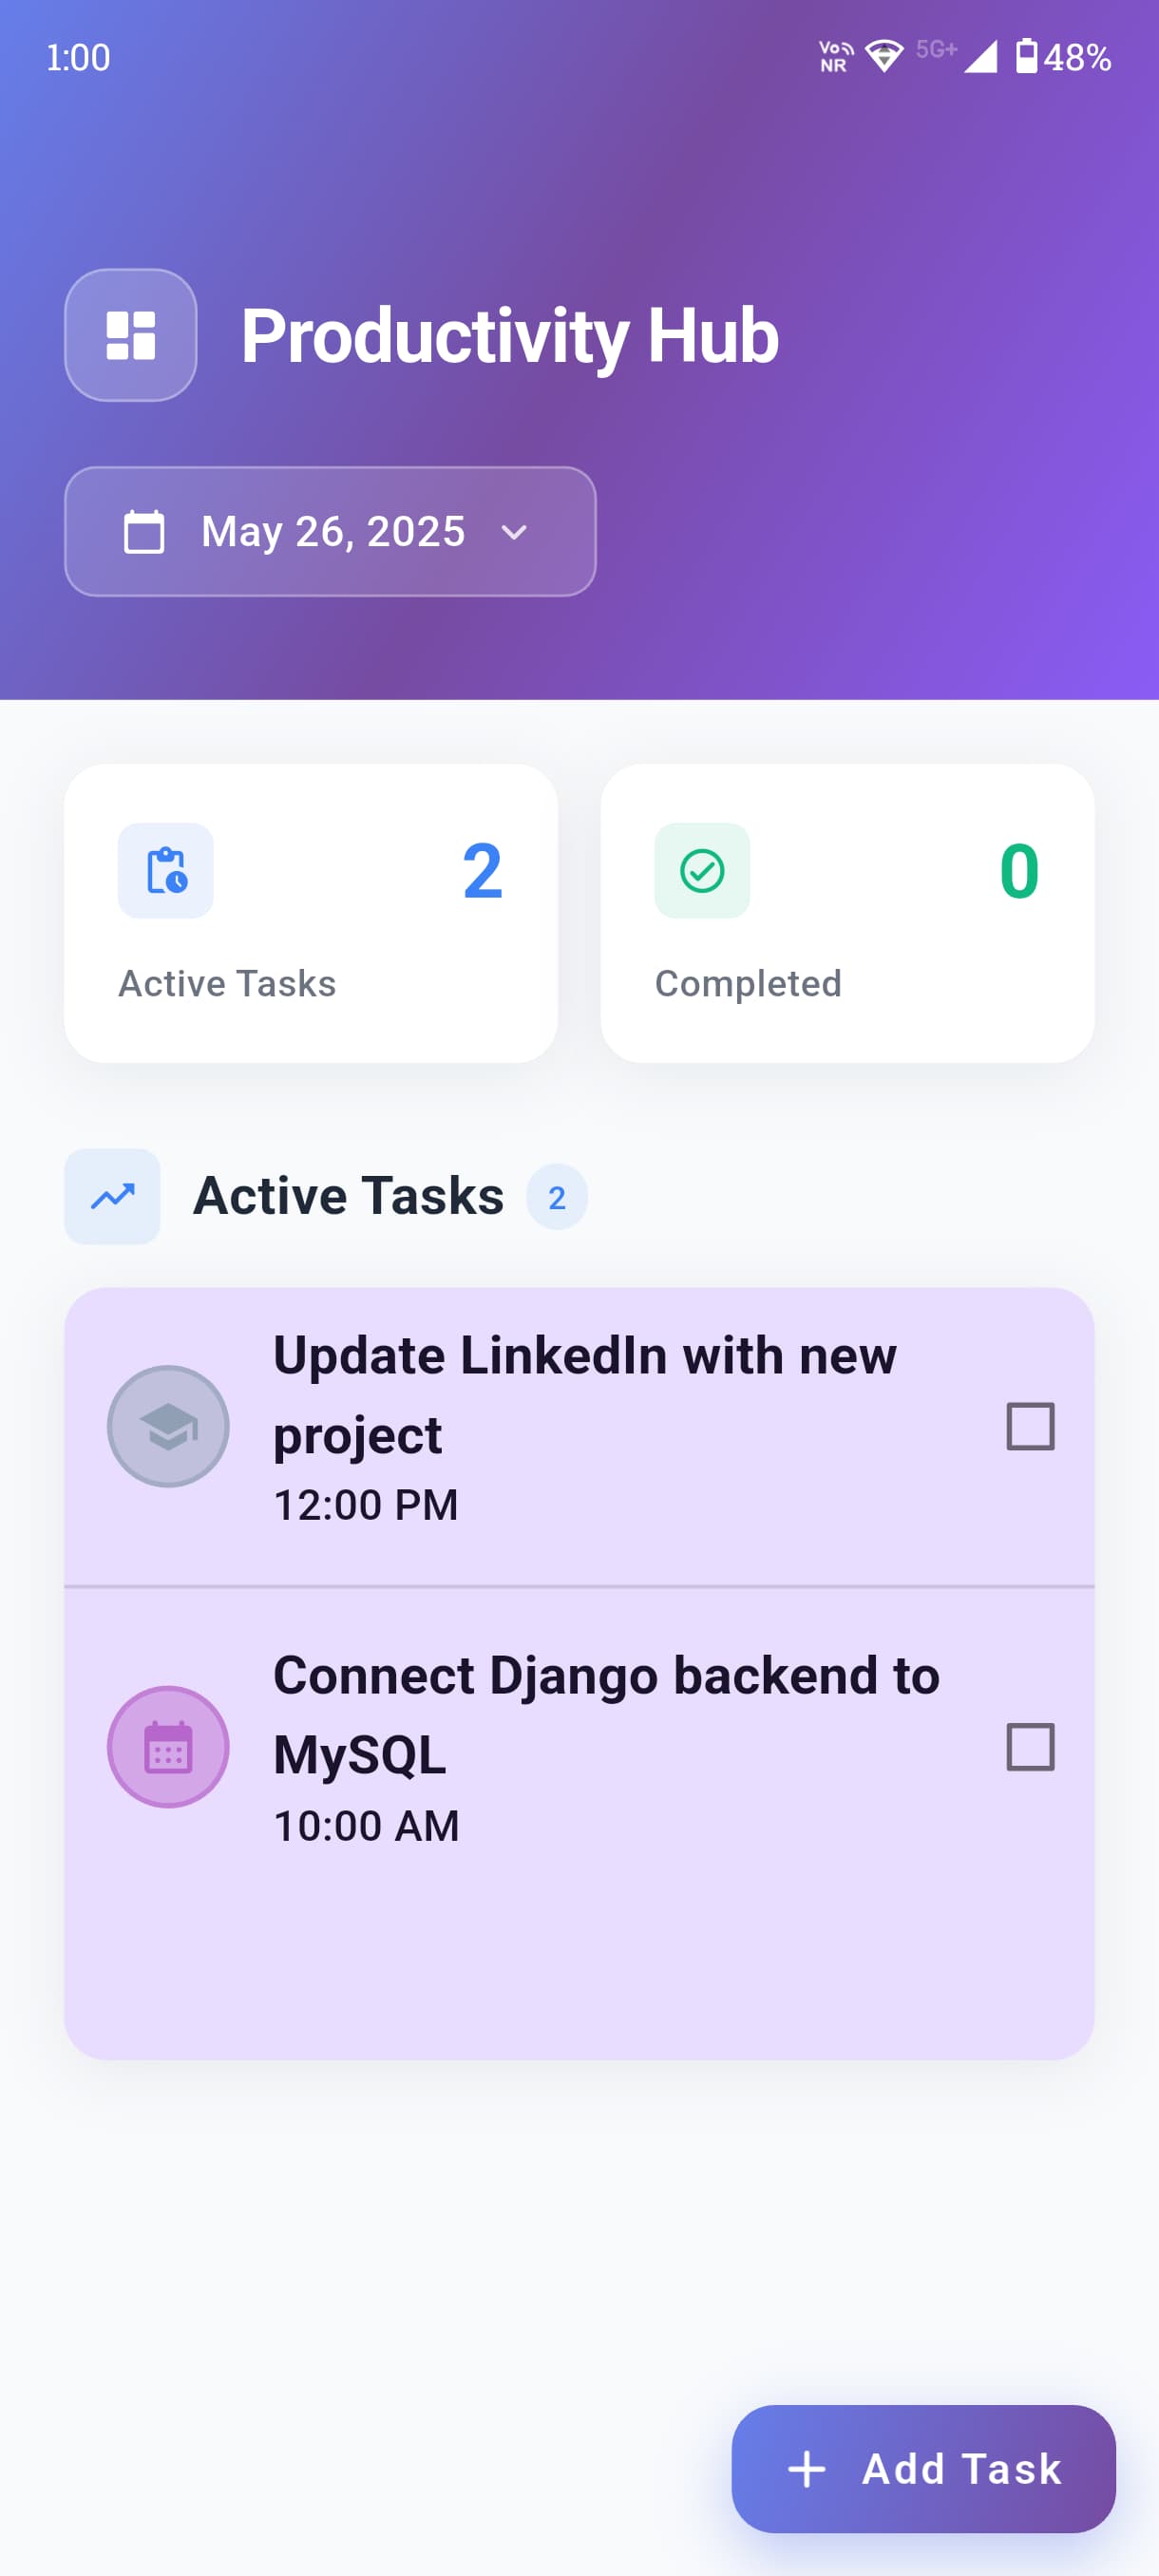 1:00
Vo NR 5G+ 48%
Productivity Hub
May 26, 2025
2
0
Active Tasks
Completed
Active Tasks 2
Update LinkedIn with new
project
12:00 PM
Connect Django backend to
MySQL
10:00 AM
+ Add Task